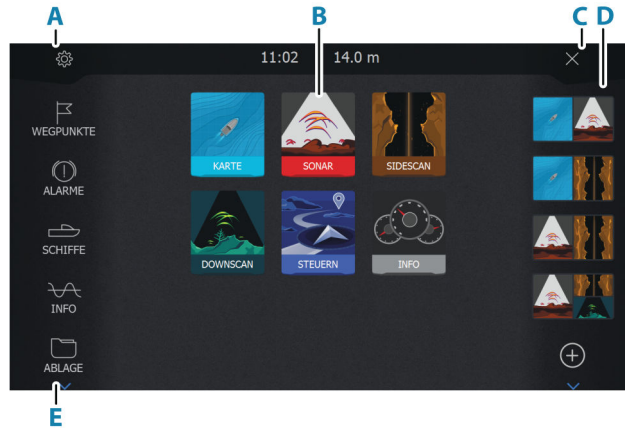 A
B
C
D
11:02 14.0 m
WEGPUNKTE
ALARME
SCHIFFE
INFO
ABLAGE
KARTE
SONAR
SIDESCAN
DOWNSCAN
STEUERN
INFO
E